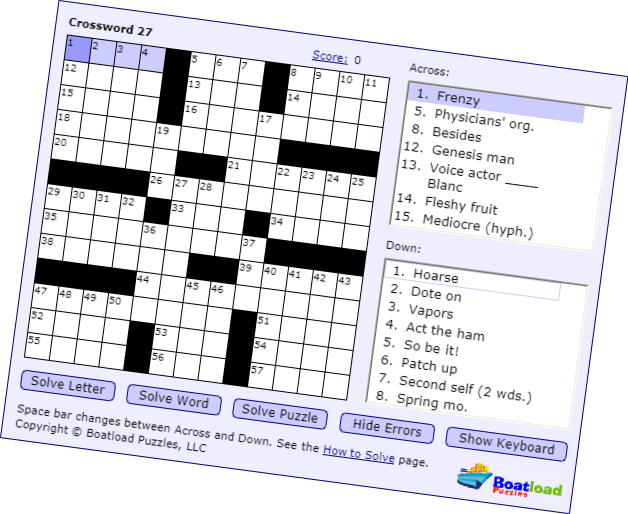 Crossword 27
Score: 0
1 2 3 4 5 6 7 8 9 10 11
12 13 14
15 16 17
18 19
20 21 22 23 24 25
26 27 28
29 30 31 32 33 34
35 36 37
38 39 40 41 42 43
44 45 46
47 48 49 50 51
52 53 54
55 56 57
Across:
1. Frenzy
5. Physicians' org.
8. Besides
12. Genesis man
13. Voice actor _____
Blanc
14. Fleshy fruit
15. Mediocre (hyph.)
Down:
1. Hoarse
2. Dote on
3. Vapors
4. Act the ham
5. So be it!
6. Patch up
7. Second self (2 wds.)
8. Spring mo.
Solve Letter
Solve Word
Solve Puzzle
Hide Errors
Show Keyboard
Space bar changes between Across and Down. See the How to Solve page.
Copyright © Boatload Puzzles, LLC
Boatload
Puzzles